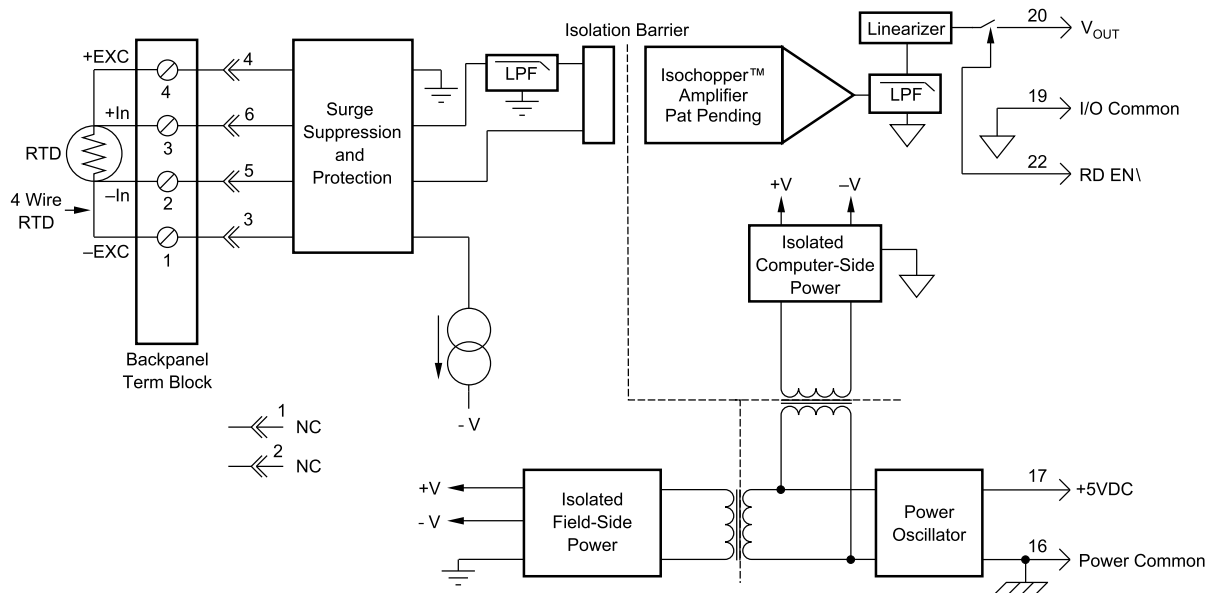 Isolation Barrier
+EXC
4
4
+In
3
6
RTD
–In
2
5
4 Wire
RTD
–EXC
1
3
Backpanel
Term Block
Surge
Suppression
and
Protection
LPF
- V
1
NC
2
NC
Isochopper™
Amplifier
Pat Pending
Linearizer
LPF
20
VOUT
19
I/O Common
22
RD EN\
+V
–V
Isolated
Computer-Side
Power
+V
- V
Isolated
Field-Side
Power
Power
Oscillator
17
+5VDC
16
Power Common